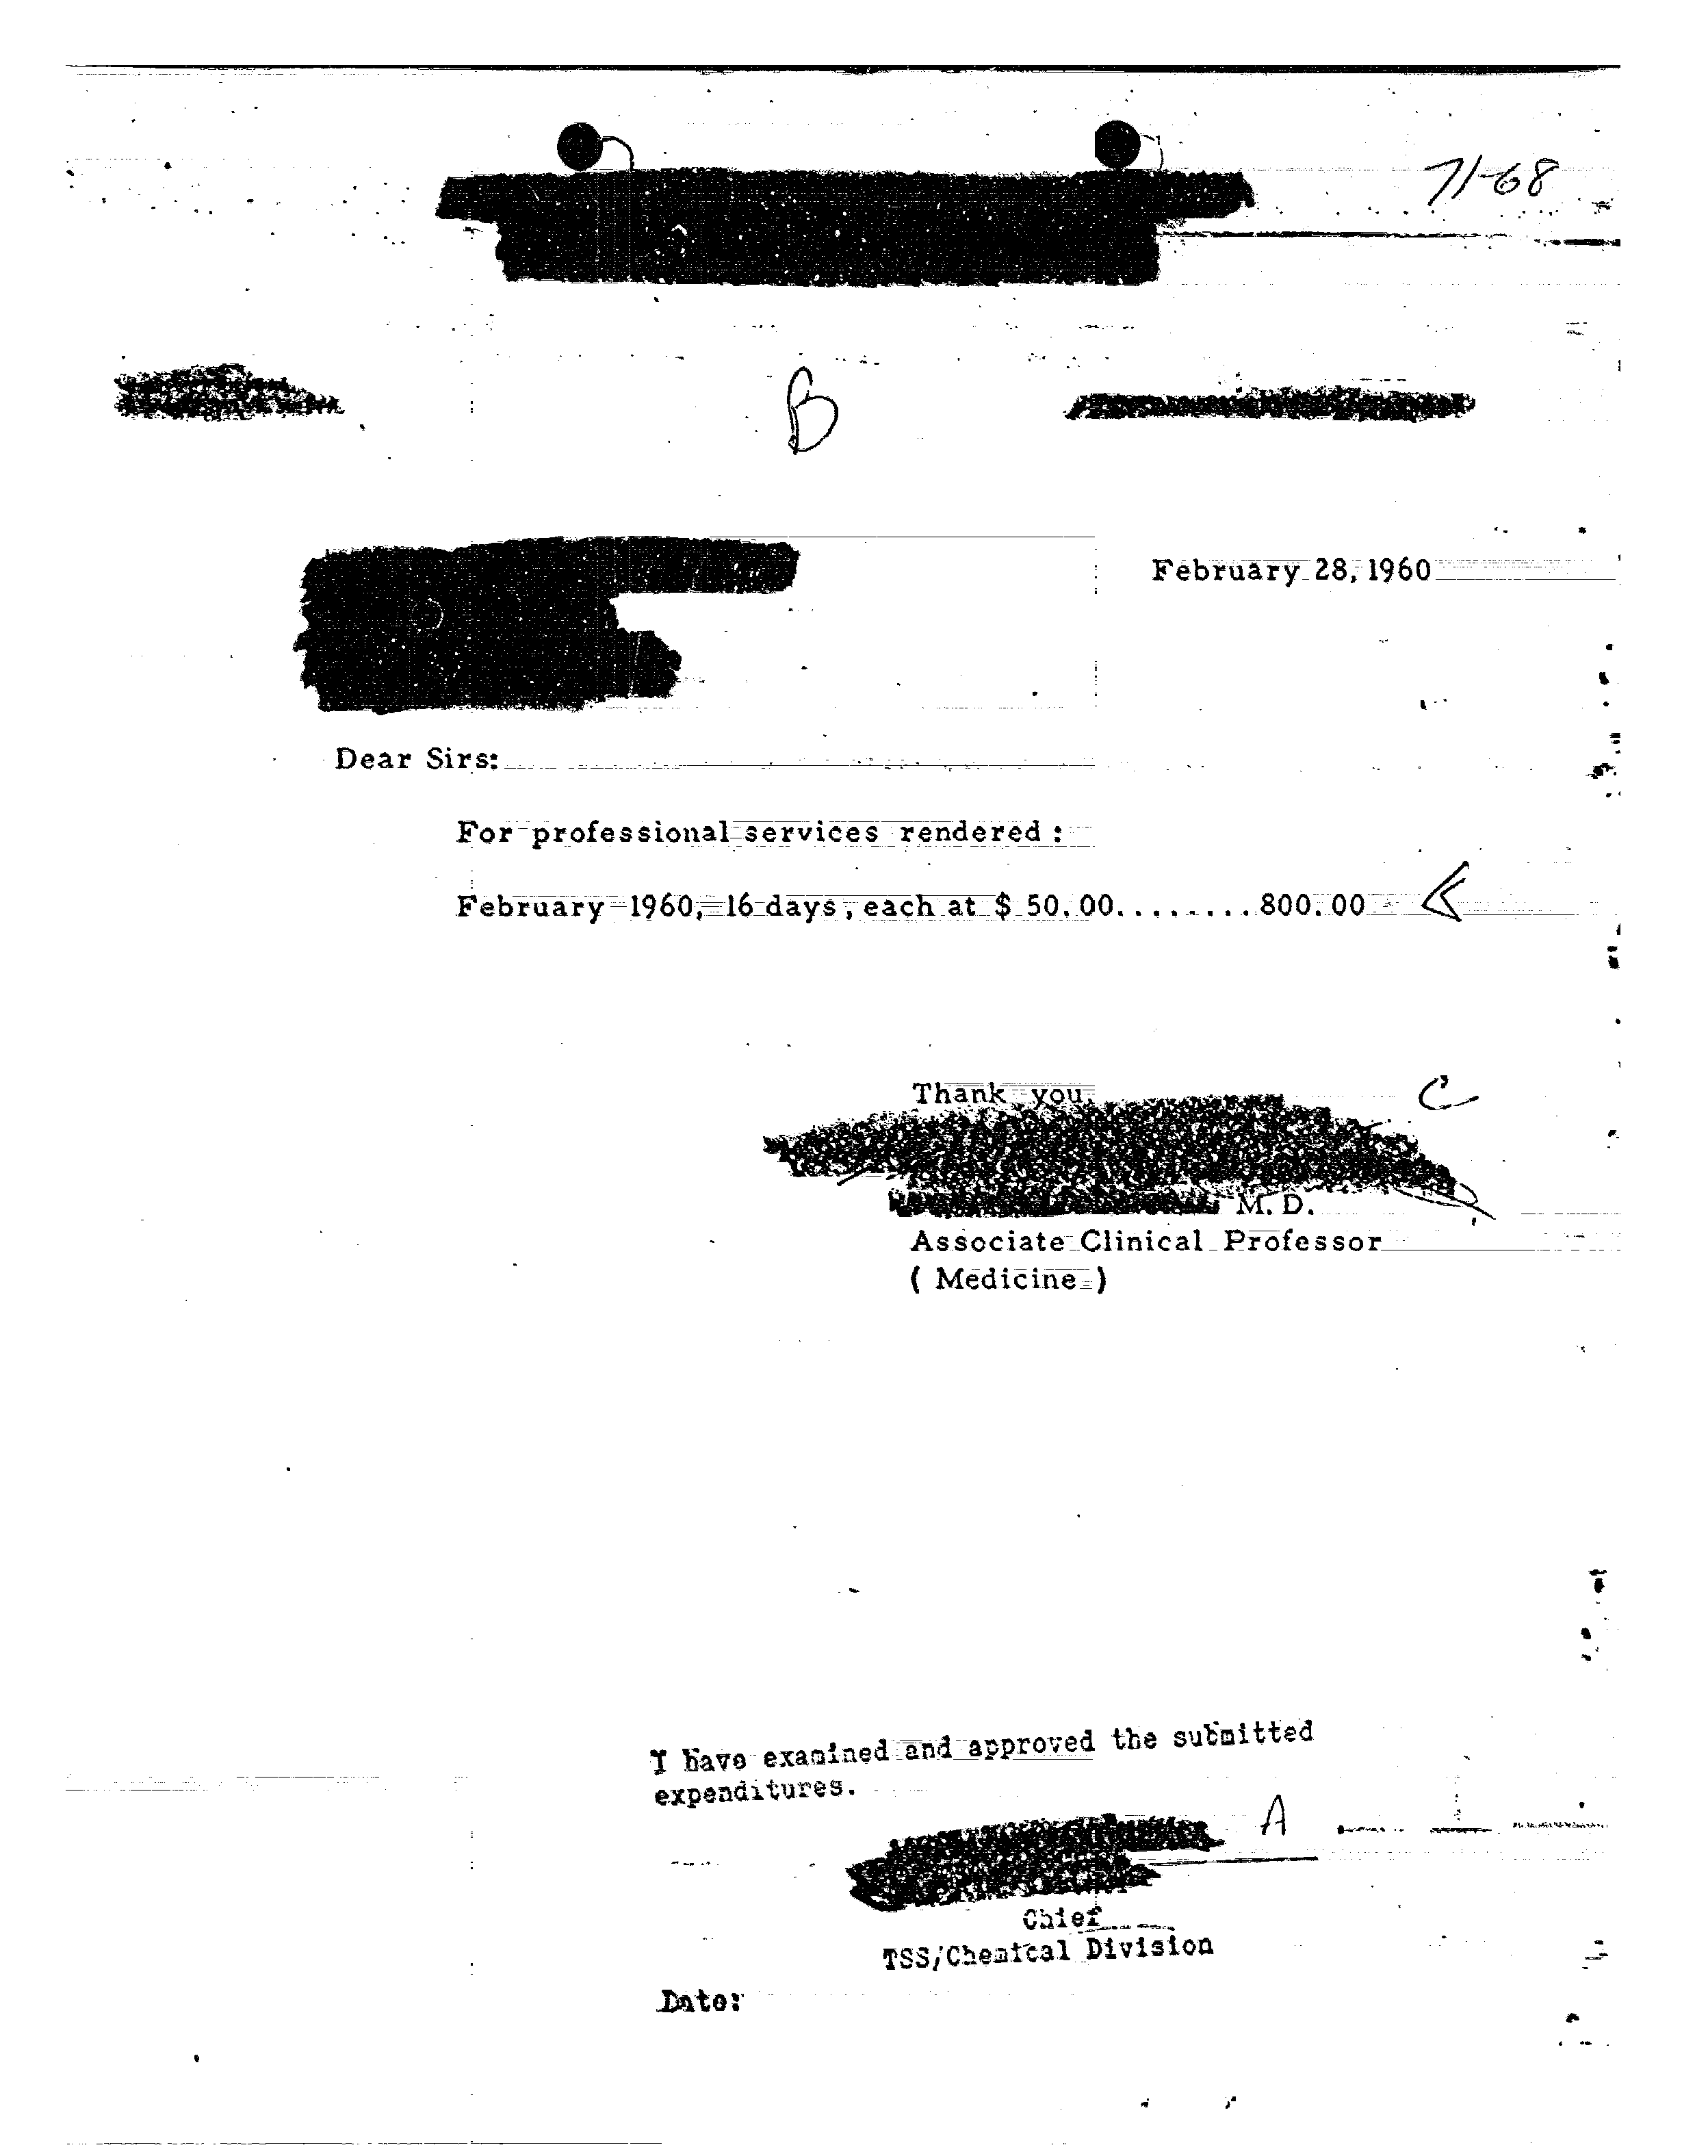 71-68
B
February 28, 1960
Dear Sirs:
For professional services rendered :
February 1960, 16 days, each at $ 50.00........800.00
Thank you,
C
M. D.
Associate Clinical Professor
( Medicine )
I have examined and approved the submitted
expenditures.
A
Chief
TSS/Chemical Division
Date: